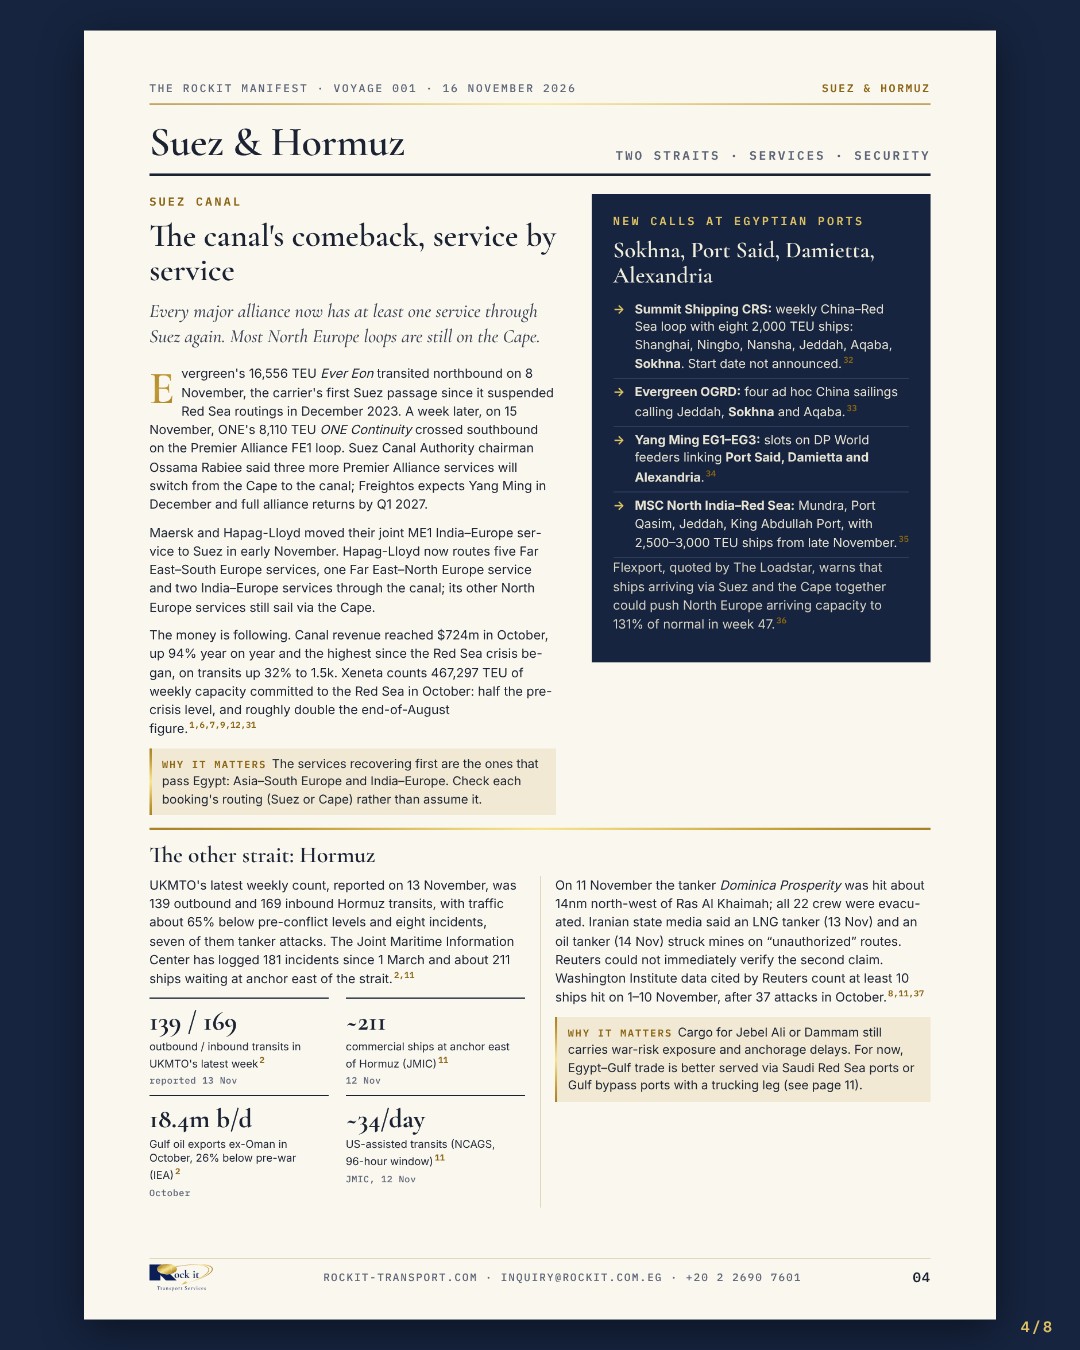 THE ROCKIT MANIFEST · VOYAGE 001 · 16 NOVEMBER 2026
SUEZ & HORMUZ
Suez & Hormuz
TWO STRAITS · SERVICES · SECURITY
SUEZ CANAL
The canal's comeback, service by
service
Every major alliance now has at least one service through
Suez again. Most North Europe loops are still on the Cape.
Evergreen's 16,556 TEU Ever Eon transited northbound on 8
November, the carrier's first Suez passage since it suspended
Red Sea routings in December 2023. A week later, on 15
November, ONE's 8,110 TEU ONE Continuity crossed southbound
on the Premier Alliance FE1 loop. Suez Canal Authority chairman
Ossama Rabiee said three more Premier Alliance services will
switch from the Cape to the canal; Freightos expects Yang Ming in
December and full alliance returns by Q1 2027.
Maersk and Hapag-Lloyd moved their joint ME1 India–Europe ser-
vice to Suez in early November. Hapag-Lloyd now routes five Far
East–South Europe services, one Far East–North Europe service
and two India–Europe services through the canal; its other North
Europe services still sail via the Cape.
The money is following. Canal revenue reached $724m in October,
up 94% year on year and the highest since the Red Sea crisis be-
gan, on transits up 32% to 1.5k. Xeneta counts 467,297 TEU of
weekly capacity committed to the Red Sea in October: half the pre-
crisis level, and roughly double the end-of-August
figure.1,6,7,9,12,31
WHY IT MATTERS The services recovering first are the ones that
pass Egypt: Asia–South Europe and India–Europe. Check each
booking's routing (Suez or Cape) rather than assume it.
NEW CALLS AT EGYPTIAN PORTS
Sokhna, Port Said, Damietta,
Alexandria
→ Summit Shipping CRS: weekly China–Red
Sea loop with eight 2,000 TEU ships:
Shanghai, Ningbo, Nansha, Jeddah, Aqaba,
Sokhna. Start date not announced.32
→ Evergreen OGRD: four ad hoc China sailings
calling Jeddah, Sokhna and Aqaba.33
→ Yang Ming EG1–EG3: slots on DP World
feeders linking Port Said, Damietta and
Alexandria.34
→ MSC North India–Red Sea: Mundra, Port
Qasim, Jeddah, King Abdullah Port, with
2,500–3,000 TEU ships from late November.35
Flexport, quoted by The Loadstar, warns that
ships arriving via Suez and the Cape together
could push North Europe arriving capacity to
131% of normal in week 47.36
The other strait: Hormuz
UKMTO's latest weekly count, reported on 13 November, was
139 outbound and 169 inbound Hormuz transits, with traffic
about 65% below pre-conflict levels and eight incidents,
seven of them tanker attacks. The Joint Maritime Information
Center has logged 181 incidents since 1 March and about 211
ships waiting at anchor east of the strait.2,11
139 / 169
outbound / inbound transits in
UKMTO's latest week2
reported 13 Nov
~211
commercial ships at anchor east
of Hormuz (JMIC)11
12 Nov
18.4m b/d
Gulf oil exports ex-Oman in
October, 26% below pre-war
(IEA)2
October
~34/day
US-assisted transits (NCAGS,
96-hour window)11
JMIC, 12 Nov
On 11 November the tanker Dominica Prosperity was hit about
14nm north-west of Ras Al Khaimah; all 22 crew were evacu-
ated. Iranian state media said an LNG tanker (13 Nov) and an
oil tanker (14 Nov) struck mines on “unauthorized” routes.
Reuters could not immediately verify the second claim.
Washington Institute data cited by Reuters count at least 10
ships hit on 1–10 November, after 37 attacks in October.8,11,37
WHY IT MATTERS Cargo for Jebel Ali or Dammam still
carries war-risk exposure and anchorage delays. For now,
Egypt–Gulf trade is better served via Saudi Red Sea ports or
Gulf bypass ports with a trucking leg (see page 11).
Rock it
Transport Services
ROCKIT-TRANSPORT.COM · INQUIRY@ROCKIT.COM.EG · +20 2 2690 7601
04
4/8